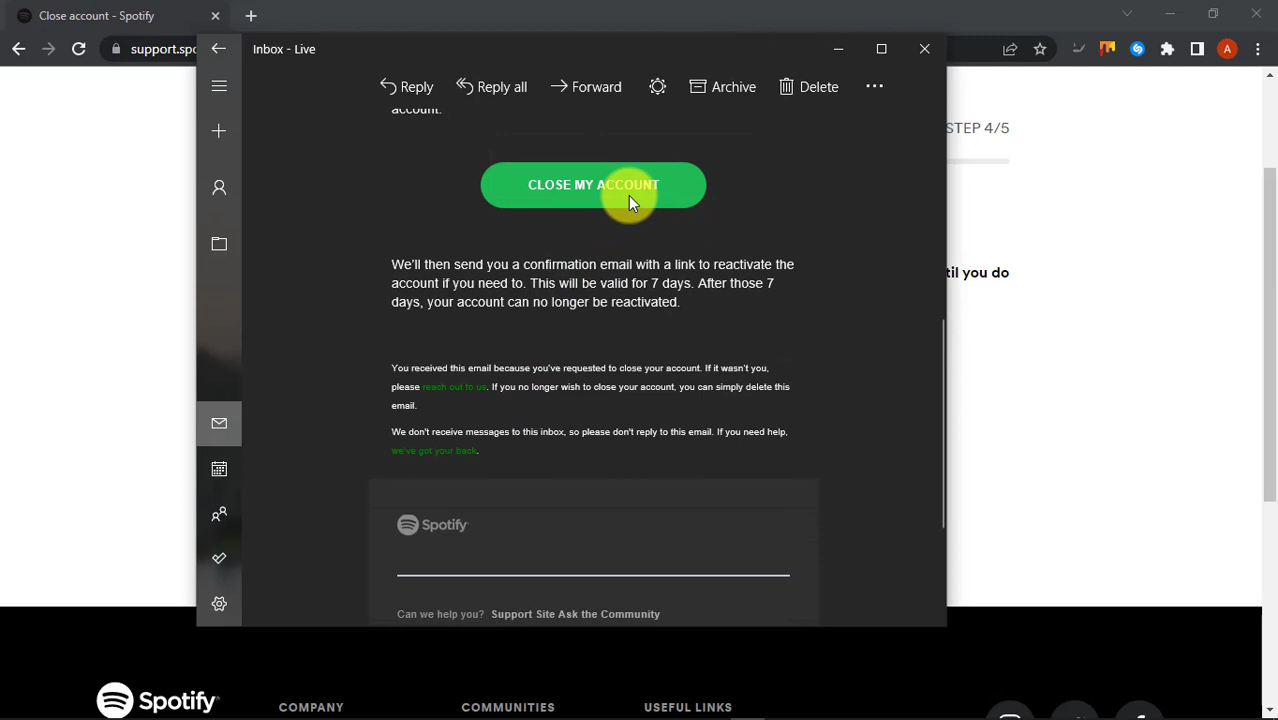 Close account - Spotify
support.spo
A
Inbox - Live
Reply
Reply all
Forward
Archive
Delete
account.
STEP 4/5
CLOSE MY ACCOUNT
We'll then send you a confirmation email with a link to reactivate the
account if you need to. This will be valid for 7 days. After those 7
days, your account can no longer be reactivated.
til you do
You received this email because you've requested to close your account. If it wasn't you,
please reach out to us. If you no longer wish to close your account, you can simply delete this
email.
We don't receive messages to this inbox, so please don't reply to this email. If you need help,
we've got your back.
Spotify
Can we help you? Support Site Ask the Community
Spotify
COMPANY
COMMUNITIES
USEFUL LINKS